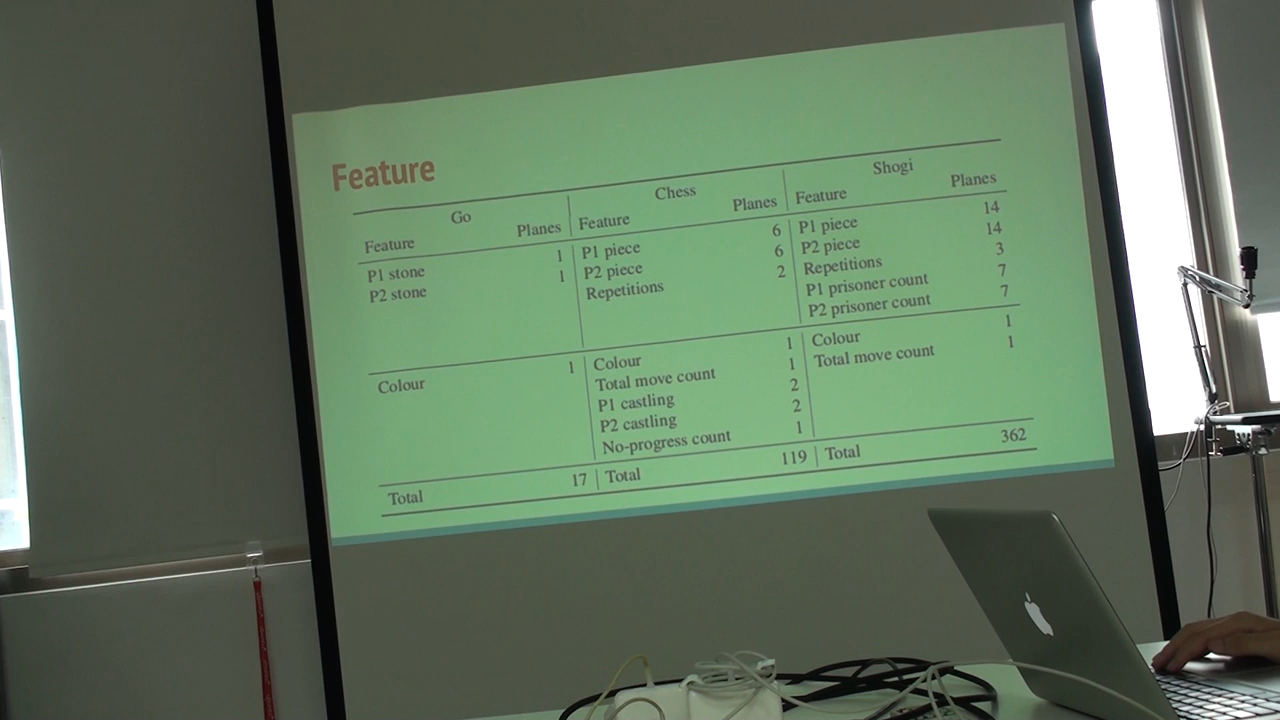 Feature
Go Chess Shogi
Feature Planes Feature Planes Feature Planes
P1 stone 1 P1 piece 6 P1 piece 14
P2 stone 1 P2 piece 6 P2 piece 14
Repetitions 2 Repetitions 3
P1 prisoner count 7
P2 prisoner count 7
Colour 1 Colour 1 Colour 1
Total move count 1 Total move count 1
P1 castling 2
P2 castling 2
No-progress count 1
Total 17 Total 119 Total 362